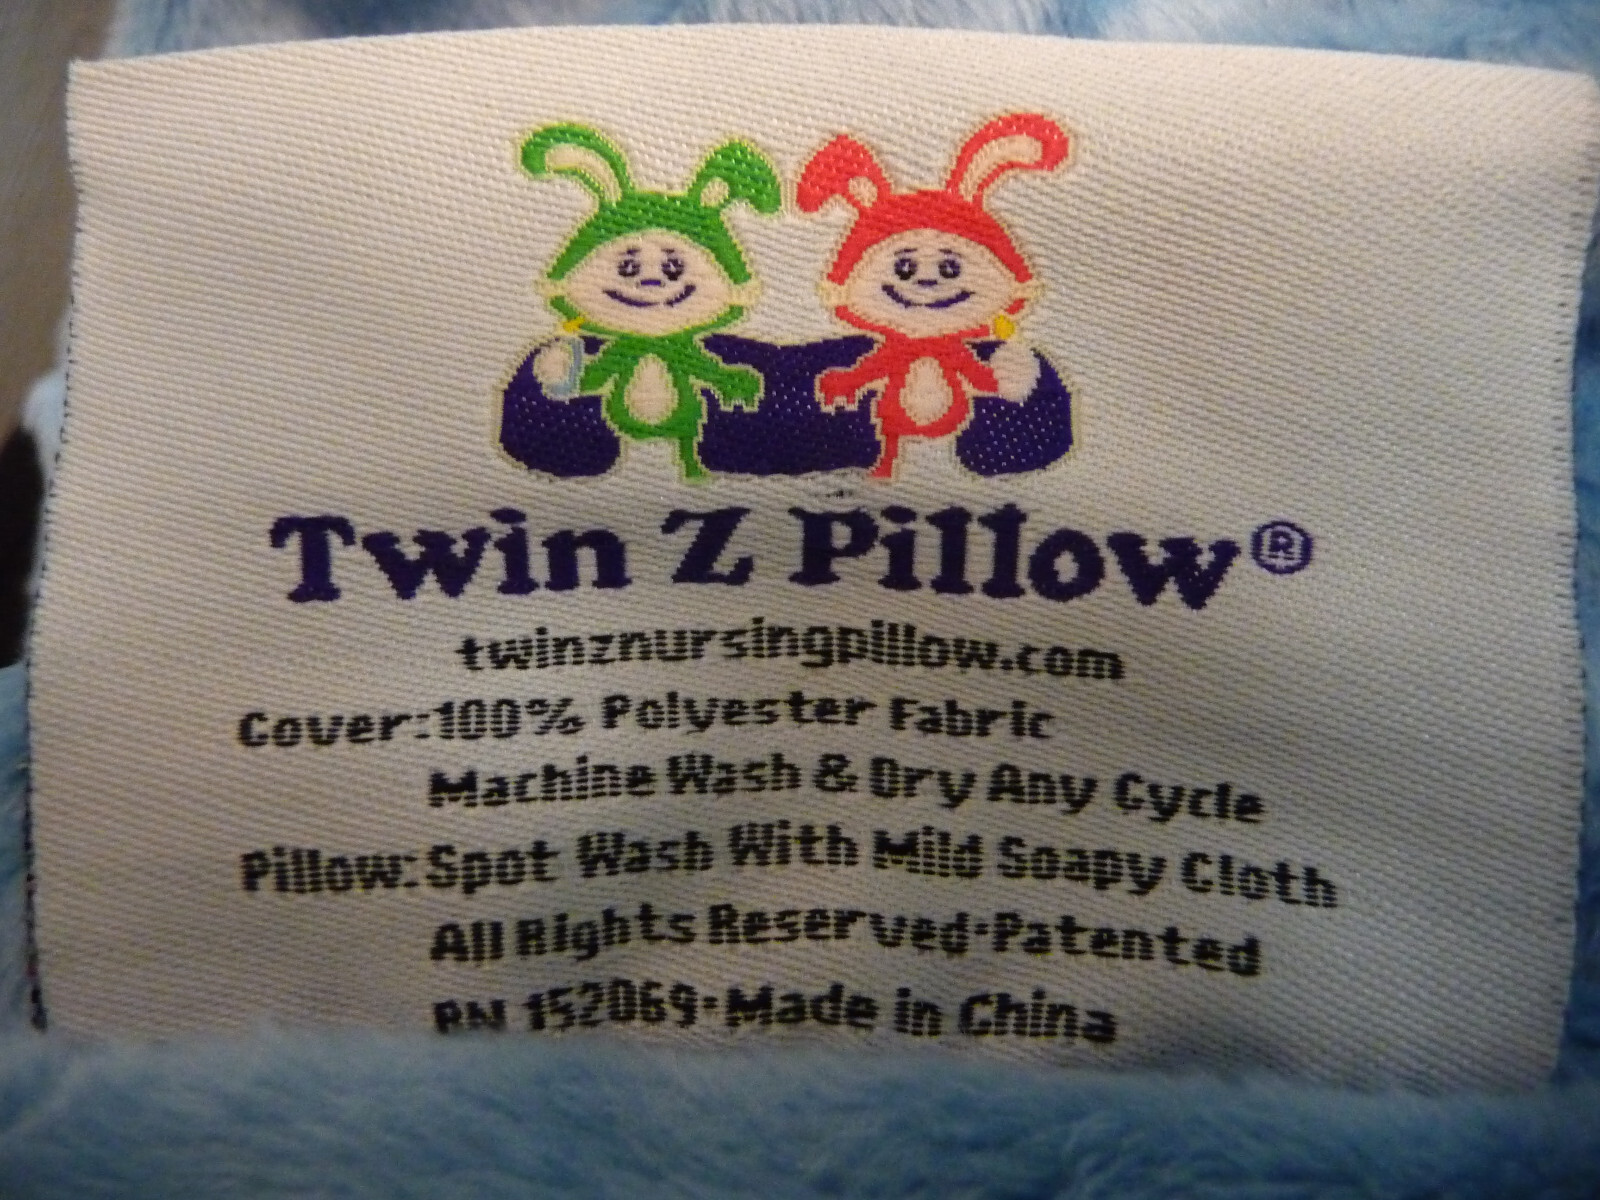 Twin Z Pillow®
twinznursingpillow.com
Cover:100% Polyester Fabric
Machine Wash & Dry Any Cycle
Pillow:Spot Wash With Mild Soapy Cloth
All Rights Reserved·Patented
RN 152069·Made in China